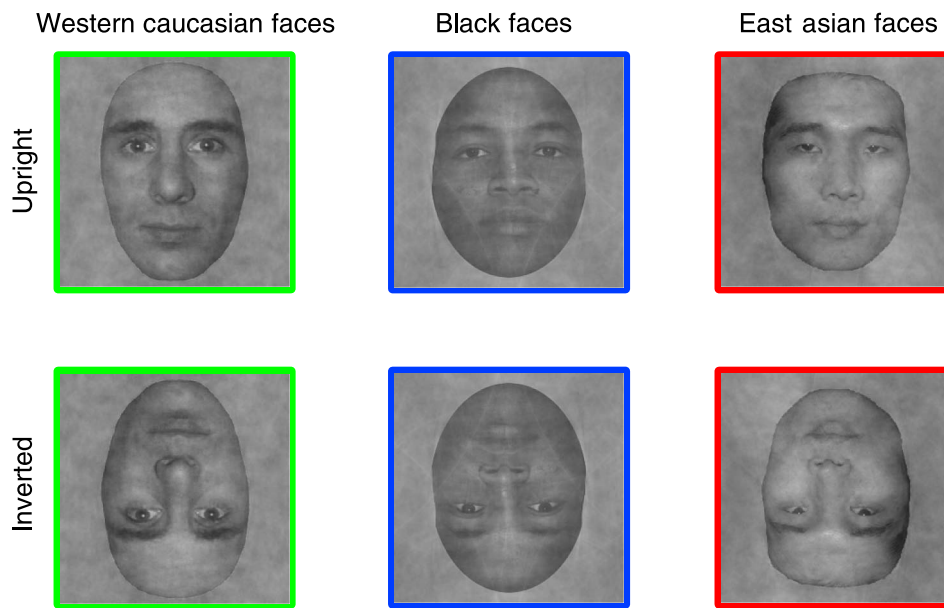 Western caucasian faces
Black faces
East asian faces
Upright
Inverted